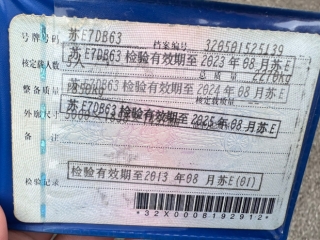 号牌号码 苏E7DB63 档案编号 320501525139
苏E7DB63检验有效期至2023年08月苏E
核定载人数 总质量 2210kg
整备质量 苏E7DB63检验有效期至2024年08月苏E
外廓尺寸 苏E7DB63检验有效期至2025年08月苏E
备注
检验有效期至2013年08月苏E(01)
检验记录
*32X0008192912*